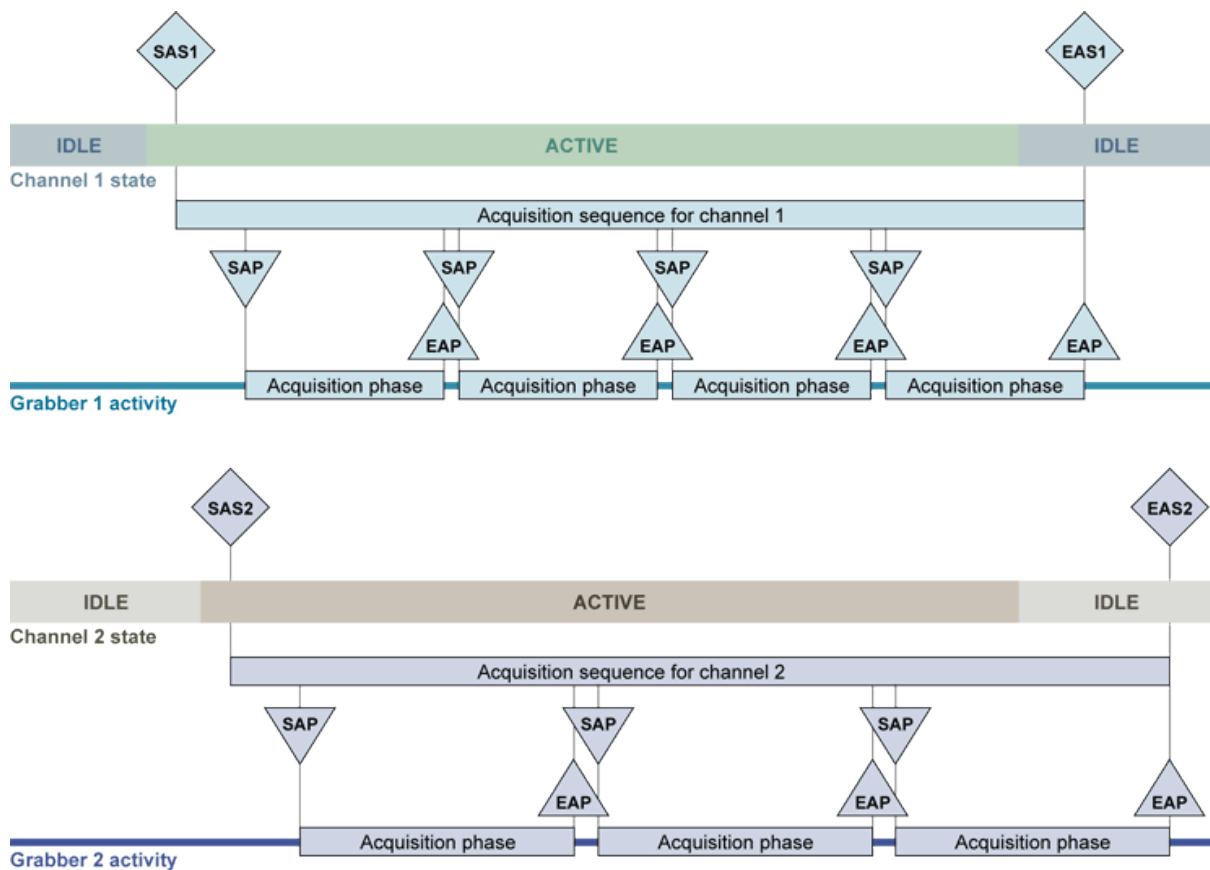 SAS1 EAS1
IDLE ACTIVE IDLE
Channel 1 state
Acquisition sequence for channel 1
SAP SAP SAP SAP
EAP EAP EAP EAP
Acquisition phase Acquisition phase Acquisition phase Acquisition phase
Grabber 1 activity
SAS2 EAS2
IDLE ACTIVE IDLE
Channel 2 state
Acquisition sequence for channel 2
SAP SAP SAP
EAP EAP EAP
Acquisition phase Acquisition phase Acquisition phase
Grabber 2 activity